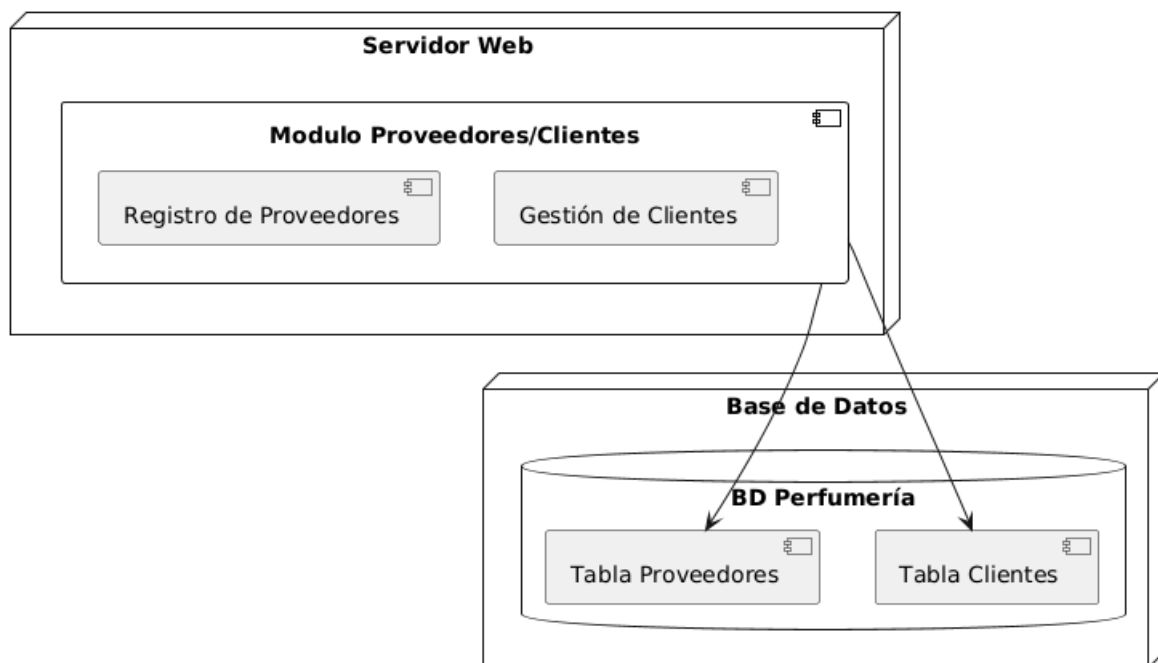 Servidor Web
Modulo Proveedores/Clientes
Registro de Proveedores
Gestión de Clientes
Base de Datos
BD Perfumería
Tabla Proveedores
Tabla Clientes